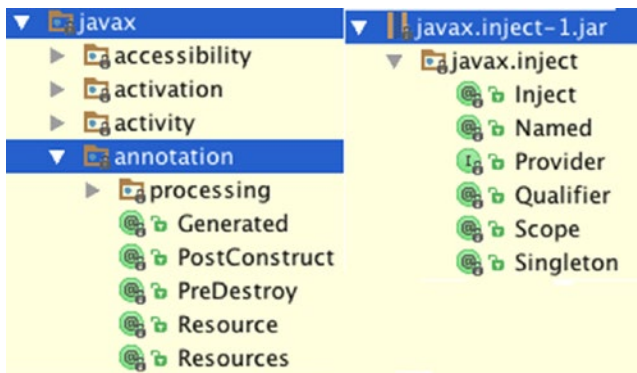 javax
accessibility
activation
activity
annotation
processing
Generated
PostConstruct
PreDestroy
Resource
Resources
javax.inject-1.jar
javax.inject
Inject
Named
Provider
Qualifier
Scope
Singleton